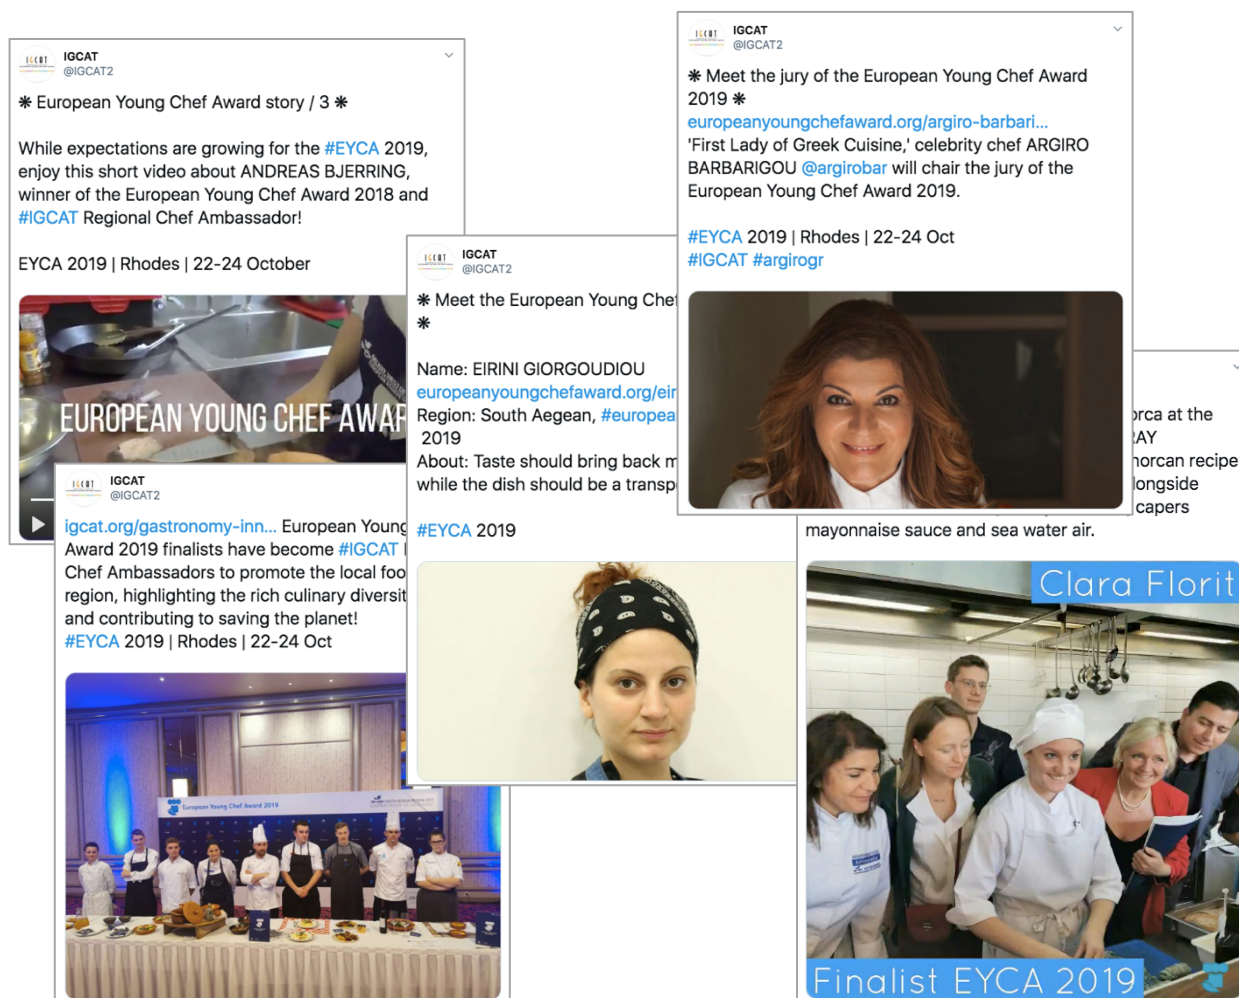 IGCAT
@IGCAT2
❋ European Young Chef Award story / 3 ❋
While expectations are growing for the #EYCA 2019,
enjoy this short video about ANDREAS BJERRING,
winner of the European Young Chef Award 2018 and
#IGCAT Regional Chef Ambassador!
EYCA 2019 | Rhodes | 22-24 October
EUROPEAN YOUNG CHEF
IGCAT
@IGCAT2
igcat.org/gastronomy-inn... European Young
Award 2019 finalists have become #IGCAT
Chef Ambassadors to promote the local
region, highlighting the rich culinary
and contributing to saving the planet!
#EYCA 2019 | Rhodes | 22-24 Oct
European Young Chef Award 2019
IGCAT
@IGCAT2
❋ Meet the European Young
❋
Name: EIRINI GIORGOUDIOU
europeanyoungchefaward.org/eir
Region: South Aegean, #europea
2019
About: Taste should bring back
while the dish should be a
#EYCA 2019
IGCAT
@IGCAT2
❋ Meet the jury of the European Young Chef Award
2019 ❋
europeanyoungchefaward.org/argiro-barbari...
'First Lady of Greek Cuisine,' celebrity chef ARGIRO
BARBARIGOU @argirobar will chair the jury of the
European Young Chef Award 2019.
#EYCA 2019 | Rhodes | 22-24 Oct
#IGCAT #argirogr
at the
recipe
capers
mayonnaise sauce and sea water air.
Clara Florit
Finalist EYCA 2019